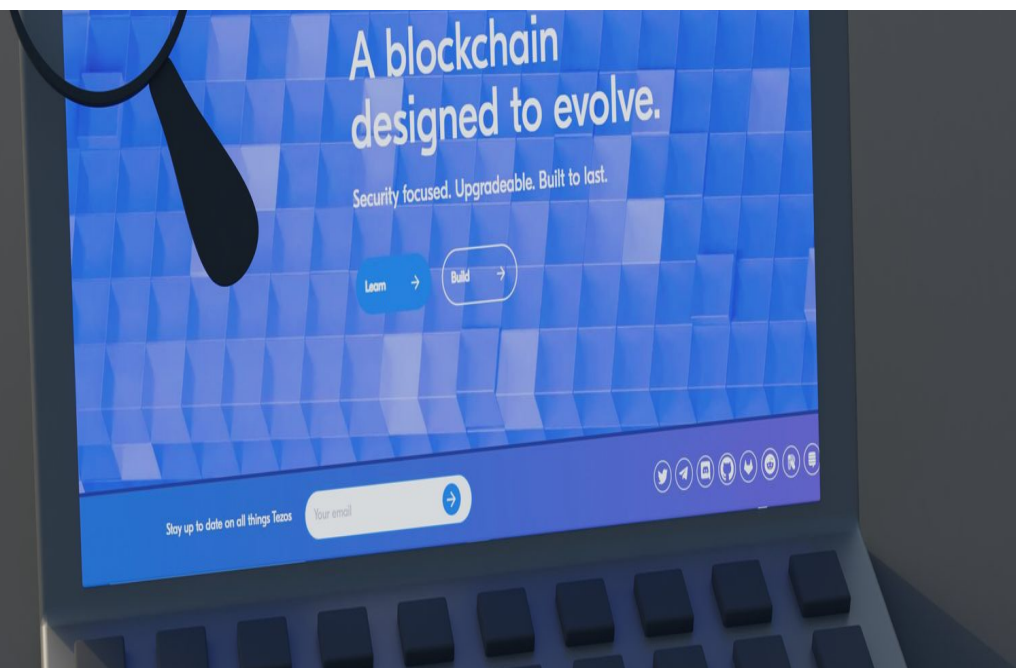 A blockchain
designed to evolve.
Security focused. Upgradeable. Built to last.
Learn
Build
Stay up to date on all things Tezos
Your email